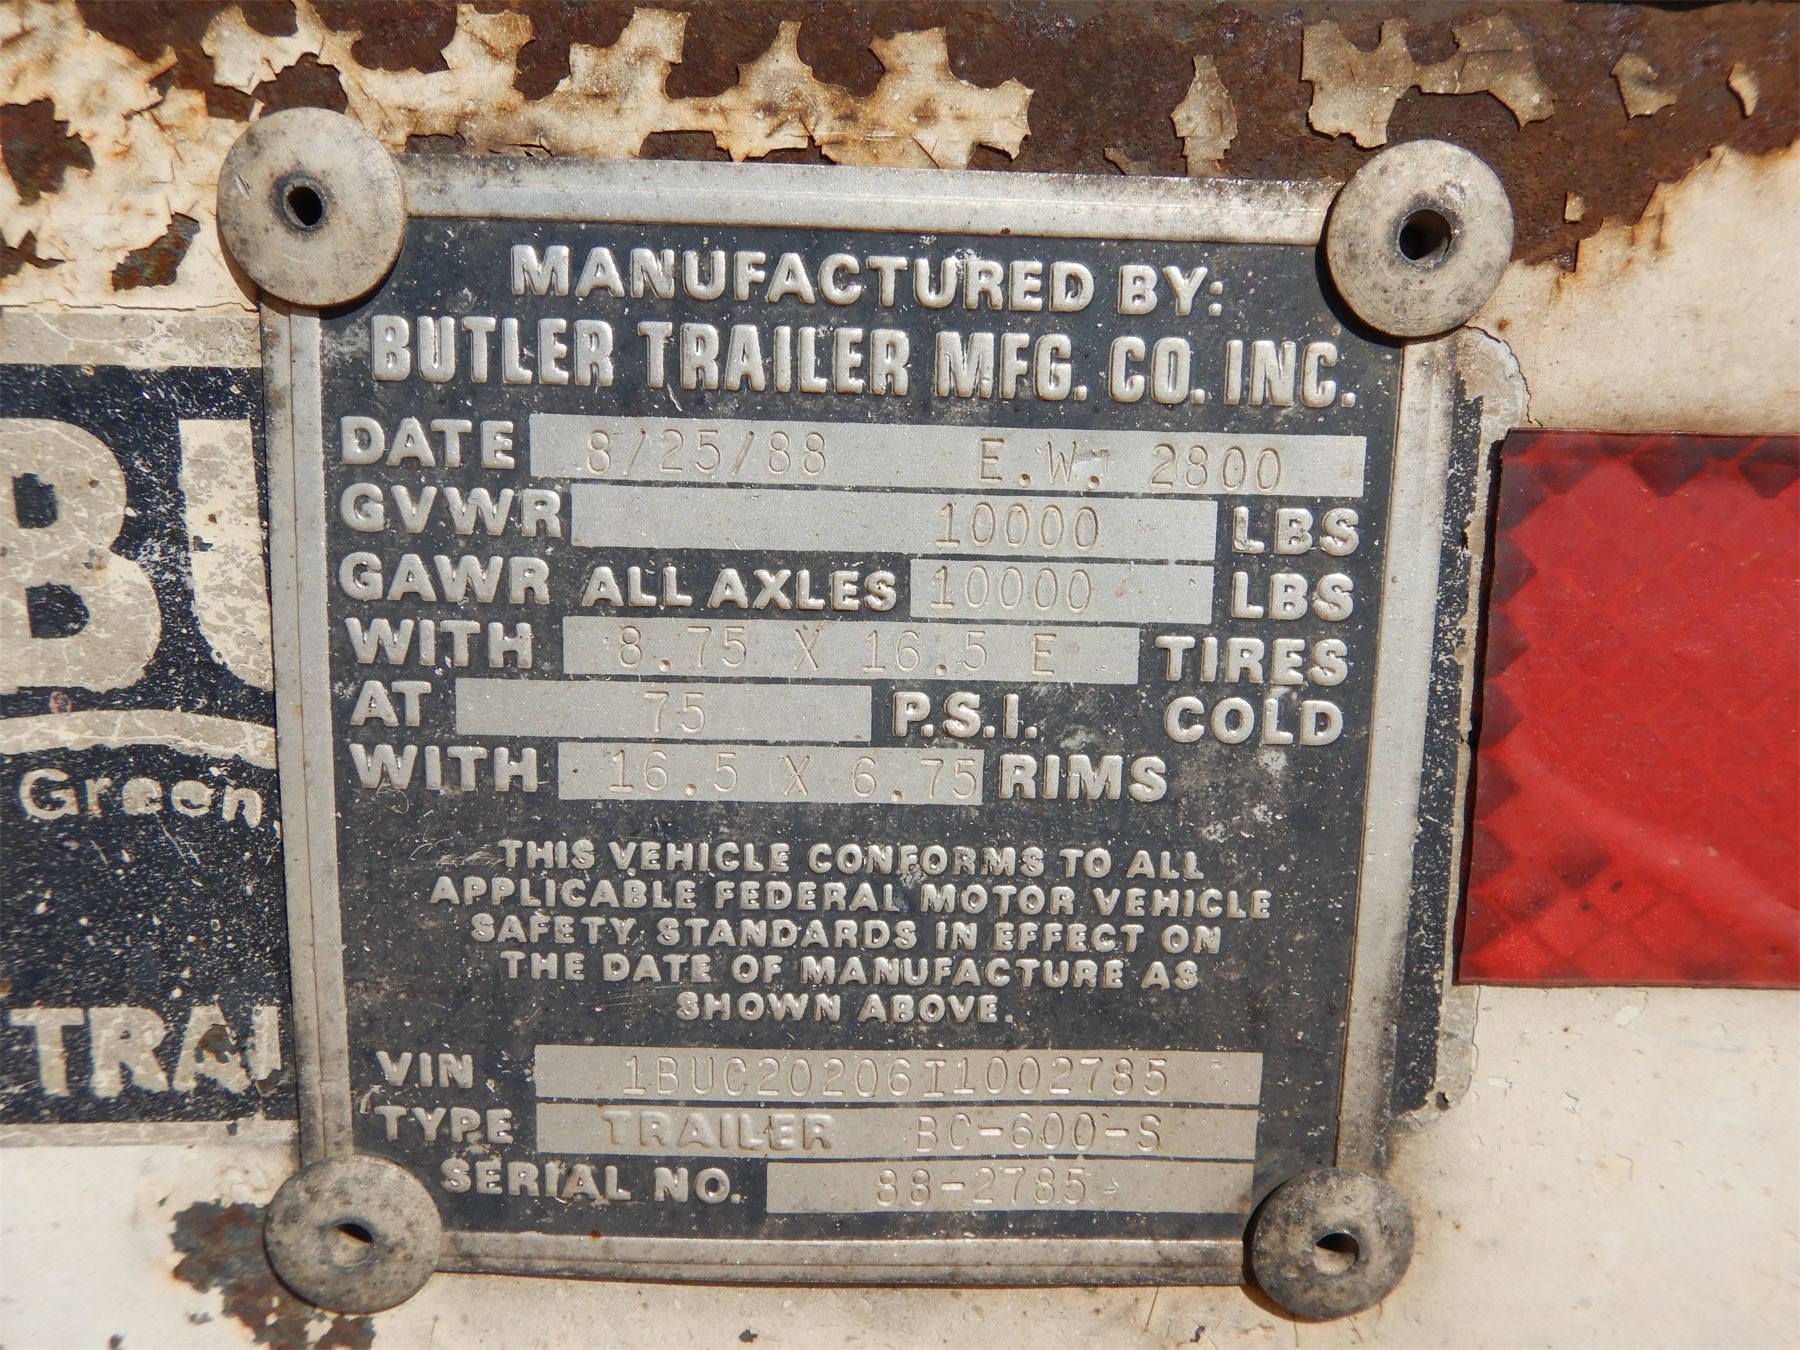 MANUFACTURED BY:
BUTLER TRAILER MFG. CO. INC.
DATE 8/25/88 E.W. 2800
GVWR 10000 LBS
GAWR ALL AXLES 10000 LBS
WITH 8.75 X 16.5 E TIRES
AT 75 P.S.I. COLD
WITH 16.5 X 6.75 RIMS
THIS VEHICLE CONFORMS TO ALL
APPLICABLE FEDERAL MOTOR VEHICLE
SAFETY STANDARDS IN EFFECT ON
THE DATE OF MANUFACTURE AS
SHOWN ABOVE.
VIN 1BUC20206I1002785
TYPE TRAILER BC-600-S
SERIAL NO. 88-2785
BU
Green
TRAI